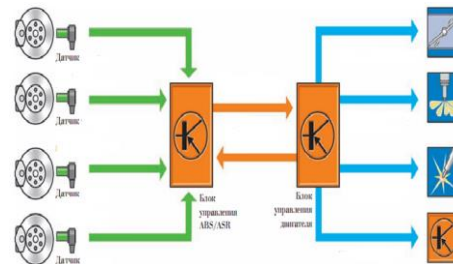 Датчик
Датчик
Датчик
Датчик
Блок
управления
ABS/ASR
Блок
управления
двигателя